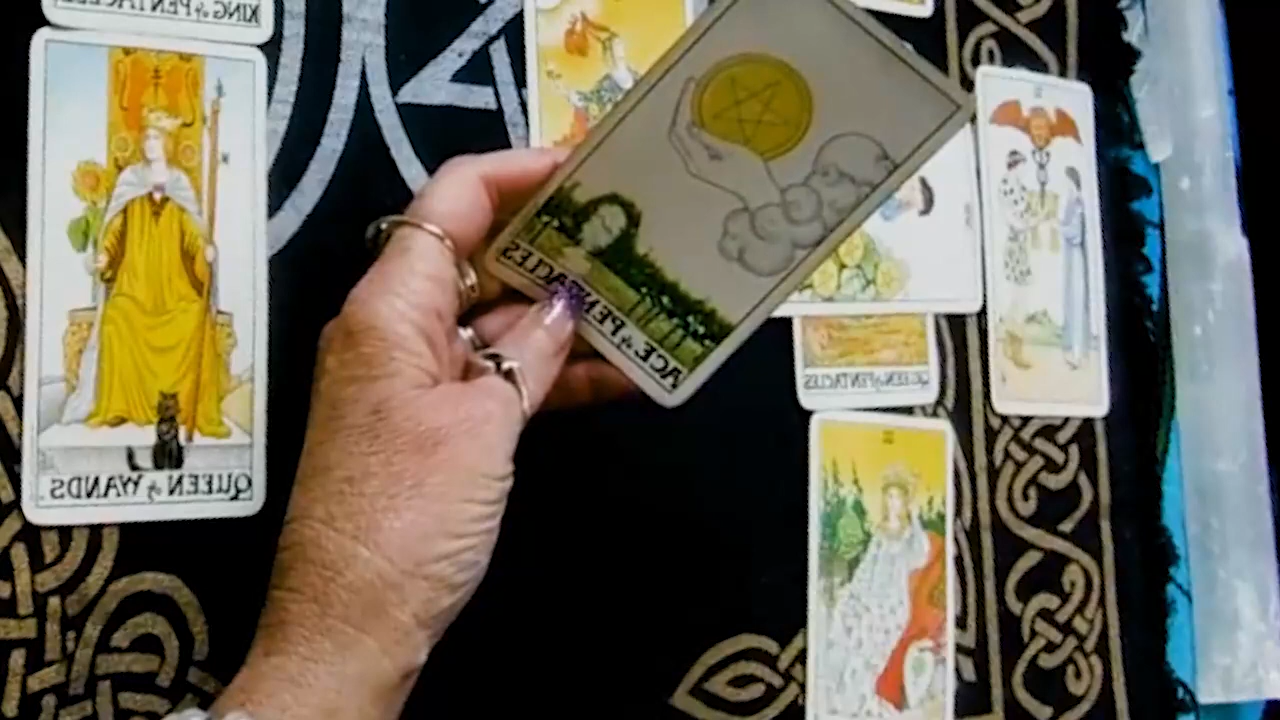 KING of PENTACLES
QUEEN of WANDS
ACE of PENTACLES
QUEEN of PENTACLES